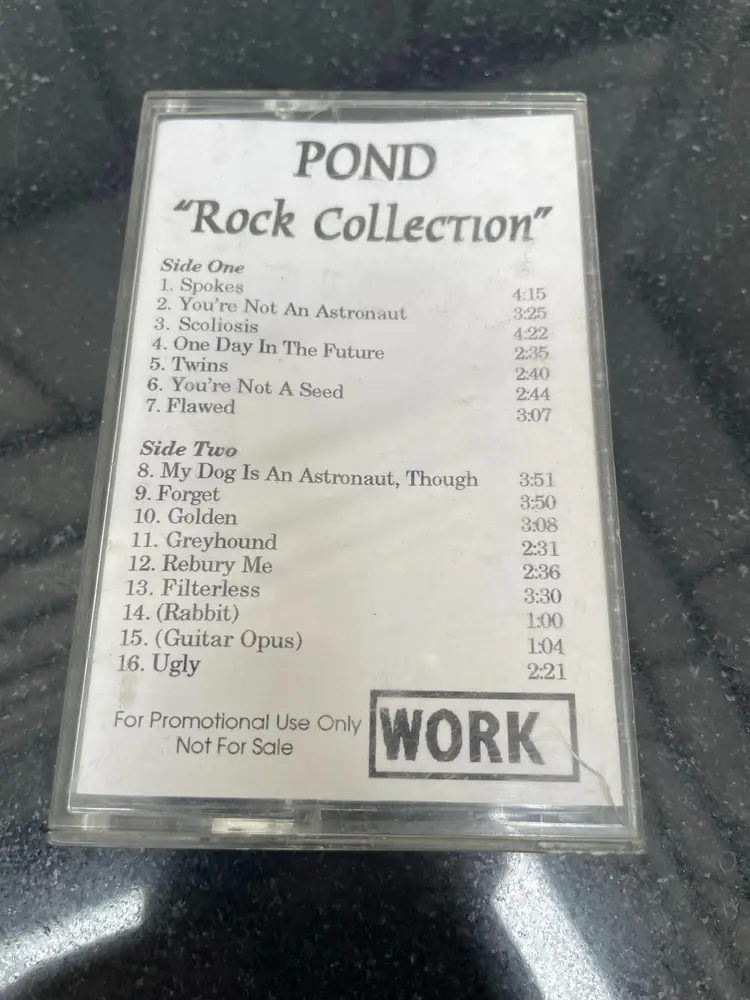 POND
"Rock Collection"
Side One
1. Spokes 4:15
2. You're Not An Astronaut 3:25
3. Scoliosis 4:22
4. One Day In The Future 2:35
5. Twins 2:40
6. You're Not A Seed 2:44
7. Flawed 3:07
Side Two
8. My Dog Is An Astronaut, Though 3:51
9. Forget 3:50
10. Golden 3:08
11. Greyhound 2:31
12. Rebury Me 2:36
13. Filterless 3:30
14. (Rabbit) 1:00
15. (Guitar Opus) 1:04
16. Ugly 2:21
For Promotional Use Only
Not For Sale
WORK